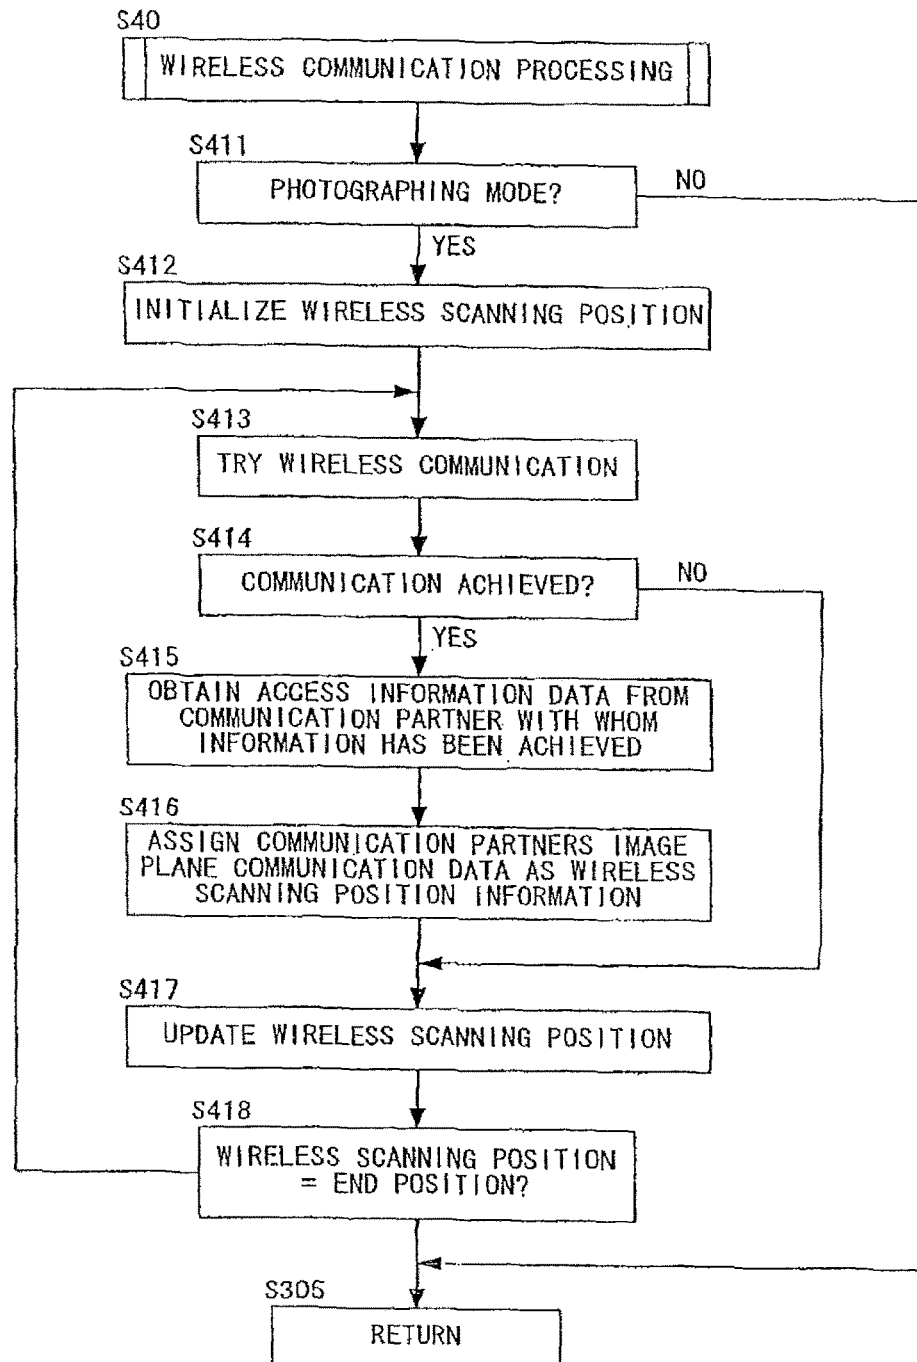 S40
WIRELESS COMMUNICATION PROCESSING
S411
PHOTOGRAPHING MODE?
NO
YES
S412
INITIALIZE WIRELESS SCANNING POSITION
S413
TRY WIRELESS COMMUNICATION
S414
COMMUNICATION ACHIEVED?
NO
YES
S415
OBTAIN ACCESS INFORMATION DATA FROM
COMMUNICATION PARTNER WITH WHOM
INFORMATION HAS BEEN ACHIEVED
S416
ASSIGN COMMUNICATION PARTNERS IMAGE
PLANE COMMUNICATION DATA AS WIRELESS
SCANNING POSITION INFORMATION
S417
UPDATE WIRELESS SCANNING POSITION
S418
WIRELESS SCANNING POSITION
= END POSITION?
S305
RETURN